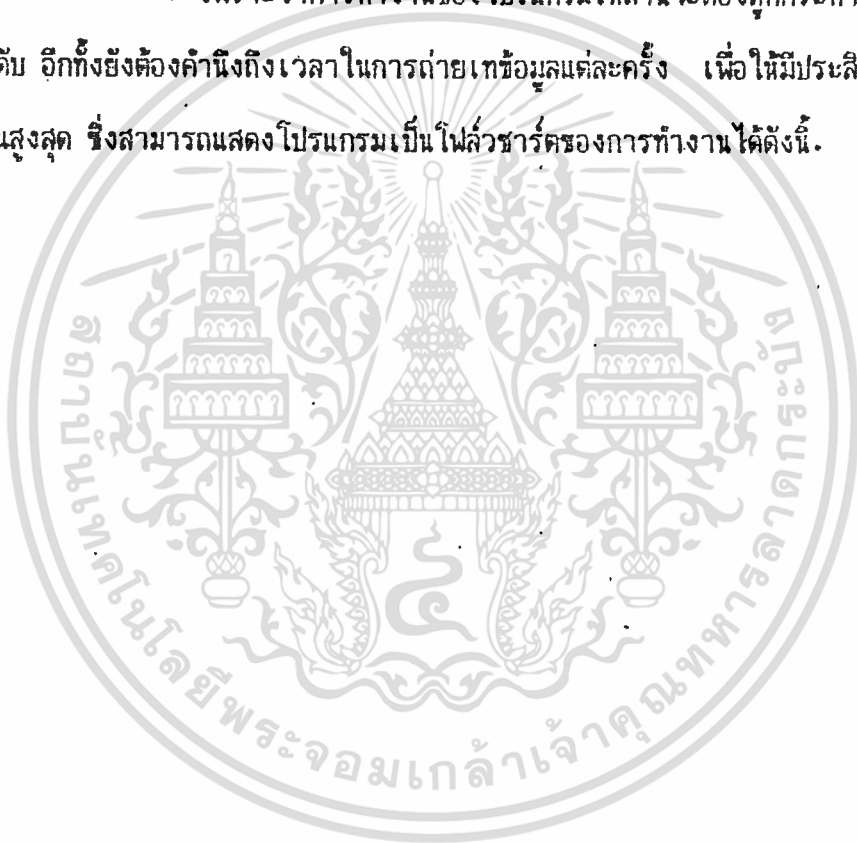 ดับ อีกทั้งยังต้องคำนึงถึงเวลาในการถ่ายเทข้อมูลแต่ละครั้ง เพื่อให้มีประสิ
นสูงสุด ซึ่งสามารถแสดงโปรแกรมเป็นโฟล์วชาร์ตของการทำงานได้ดังนี้.
สถาบันเทคโนโลยีพระจอมเกล้าเจ้าคุณทหารลาดกระบัง